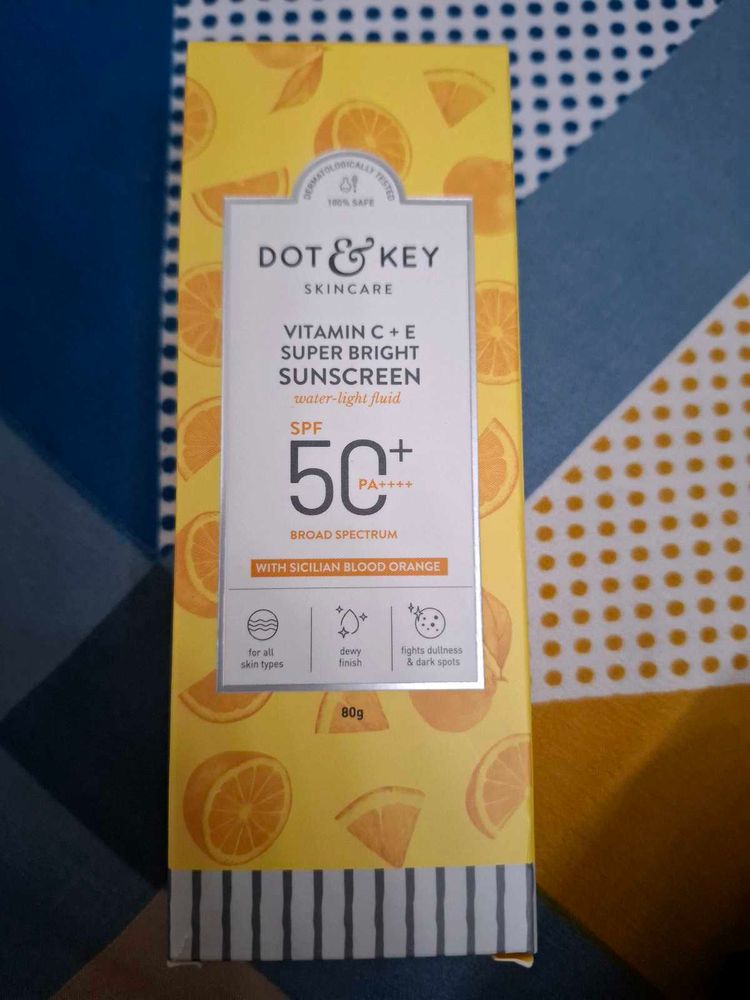 DERMATOLOGICALLY TESTED
100% SAFE
DOT & KEY
SKINCARE
VITAMIN C + E
SUPER BRIGHT
SUNSCREEN
water-light fluid
SPF
50+
PA++++
BROAD SPECTRUM
WITH SICILIAN BLOOD ORANGE
for all
skin types
dewy
finish
fights dullness
& dark spots
80g